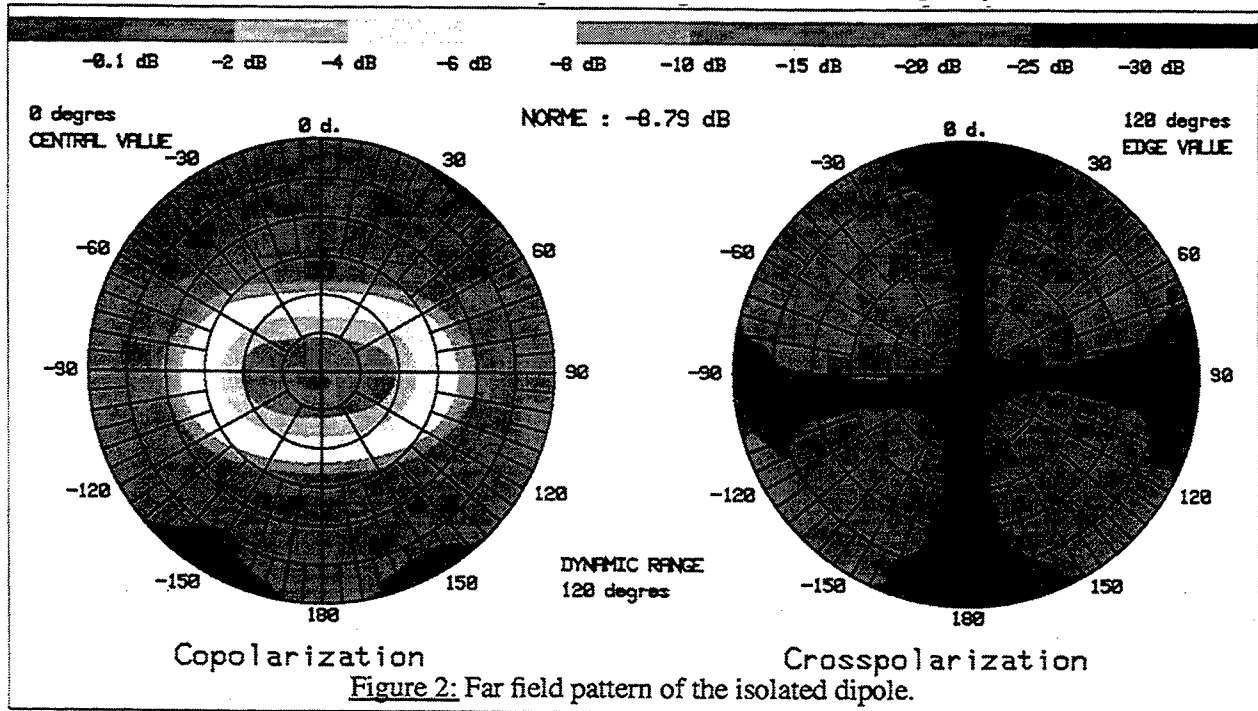 -0.1 dB -2 dB -4 dB -6 dB -8 dB -10 dB -15 dB -20 dB -25 dB -30 dB
0 degres
CENTRAL VALUE
NORME : -8.79 dB
120 degres
EDGE VALUE
0 d.
30
60
90
120
150
180
-150
-120
-90
-60
-30
0 d.
30
60
90
120
150
180
-150
-120
-90
-60
-30
DYNAMIC RANGE
120 degres
Copolarization
Crosspolarization
Figure 2: Far field pattern of the isolated dipole.